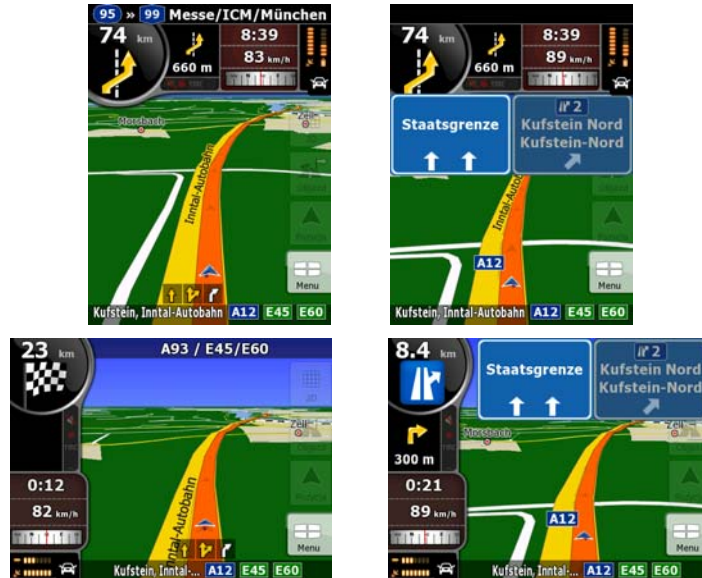 95 » 99 Messe/ICM/München
74 km
660 m
8:39
83 km/h
Morsbach
Zell
Inntal-Autobahn
Menu
Kufstein, Inntal-Autobahn A12 E45 E60
74 km
660 m
8:39
89 km/h
Staatsgrenze
2
Kufstein Nord
Kufstein-Nord
Inntal-Autobahn
A12
Menu
Kufstein, Inntal-Autobahn A12 E45 E60
23 km
A93 / E45/E60
2D
Zell
0:12
82 km/h
Inntal-Autobahn
Menu
Kufstein, Inntal-... A12 E45 E60
8.4 km
Staatsgrenze
2
Kufstein Nord
Kufstein-Nord
Morsbach
Zell
300 m
0:21
89 km/h
A12
Menu
Kufstein, Inntal-... A12 E45 E60